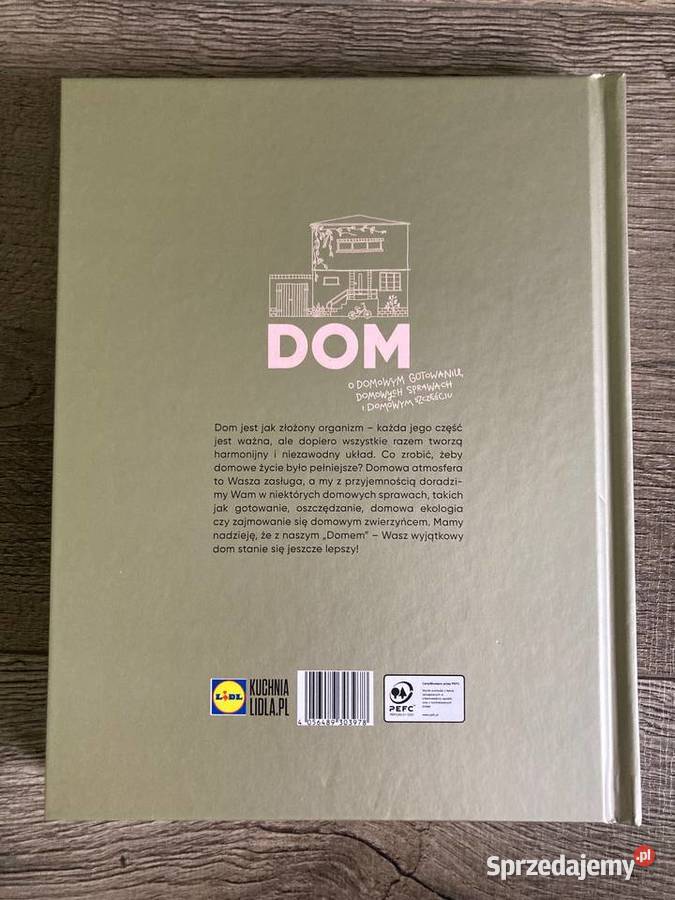 DOM
O DOMOWYM GOTOWANIU,
DOMOWYCH SPRAWACH
I DOMOWYM SZCZĘŚCIU
Dom jest jak złożony organizm – każda jego część
jest ważna, ale dopiero wszystkie razem tworzą
harmonijny i niezawodny układ. Co zrobić, żeby
domowe życie było pełniejsze? Domowa atmosfera
to Wasza zasługa, a my z przyjemnością doradzi-
my Wam w niektórych domowych sprawach, takich
jak gotowanie, oszczędzanie, domowa ekologia
czy zajmowanie się domowym zwierzyńcem. Mamy
nadzieję, że z naszym „Domem” – Wasz wyjątkowy
dom stanie się jeszcze lepszy!
LIDL
KUCHNIA
LIDLA.PL
4 056489 303978
PEFC
Sprzedajemy.pl